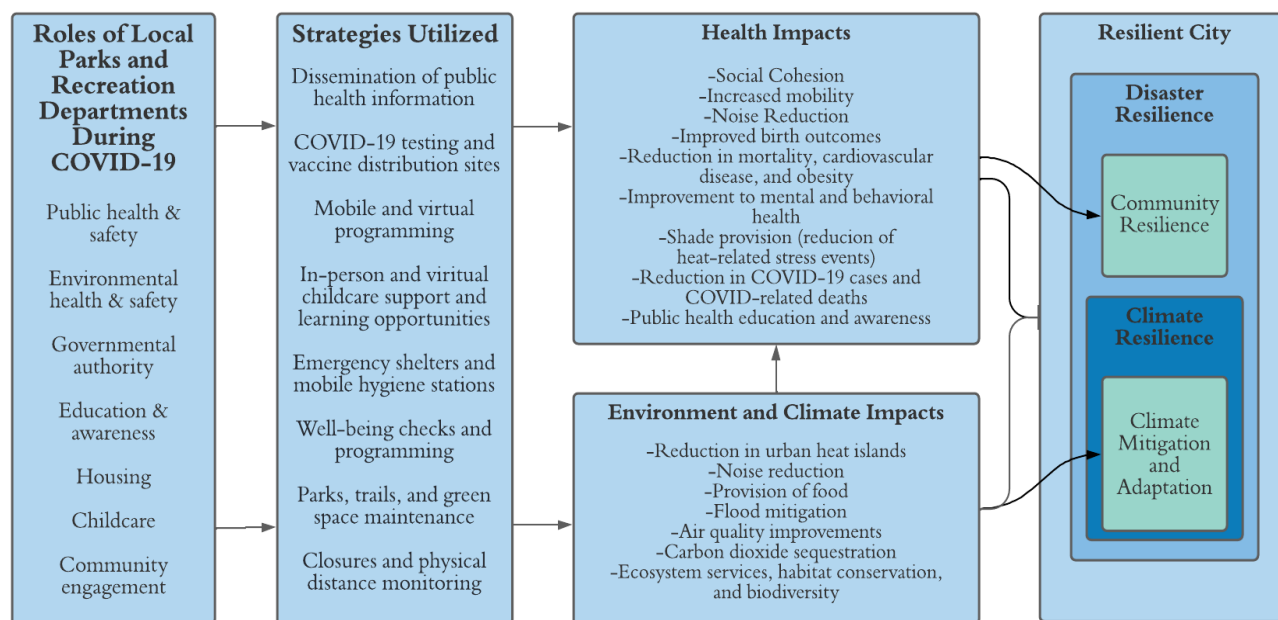 Roles of Local
Parks and
Recreation
Departments
During
COVID-19
Public health &
safety
Environmental
health & safety
Governmental
authority
Education &
awareness
Housing
Childcare
Community
engagement
Strategies Utilized
Dissemination of public
health information
COVID-19 testing and
vaccine distribution sites
Mobile and virtual
programming
In-person and viritual
childcare support and
learning opportunities
Emergency shelters and
mobile hygiene stations
Well-being checks and
programming
Parks, trails, and green
space maintenance
Closures and physical
distance monitoring
Health Impacts
-Social Cohesion
-Increased mobility
-Noise Reduction
-Improved birth outcomes
-Reduction in mortality, cardiovascular
disease, and obesity
-Improvement to mental and behavioral
health
-Shade provision (reducion of
heat-related stress events)
-Reduction in COVID-19 cases and
COVID-related deaths
-Public health education and awareness
Environment and Climate Impacts
-Reduction in urban heat islands
-Noise reduction
-Provision of food
-Flood mitigation
-Air quality improvements
-Carbon dioxide sequestration
-Ecosystem services, habitat conservation,
and biodiversity
Resilient City
Disaster
Resilience
Community
Resilience
Climate
Resilience
Climate
Mitigation
and
Adaptation